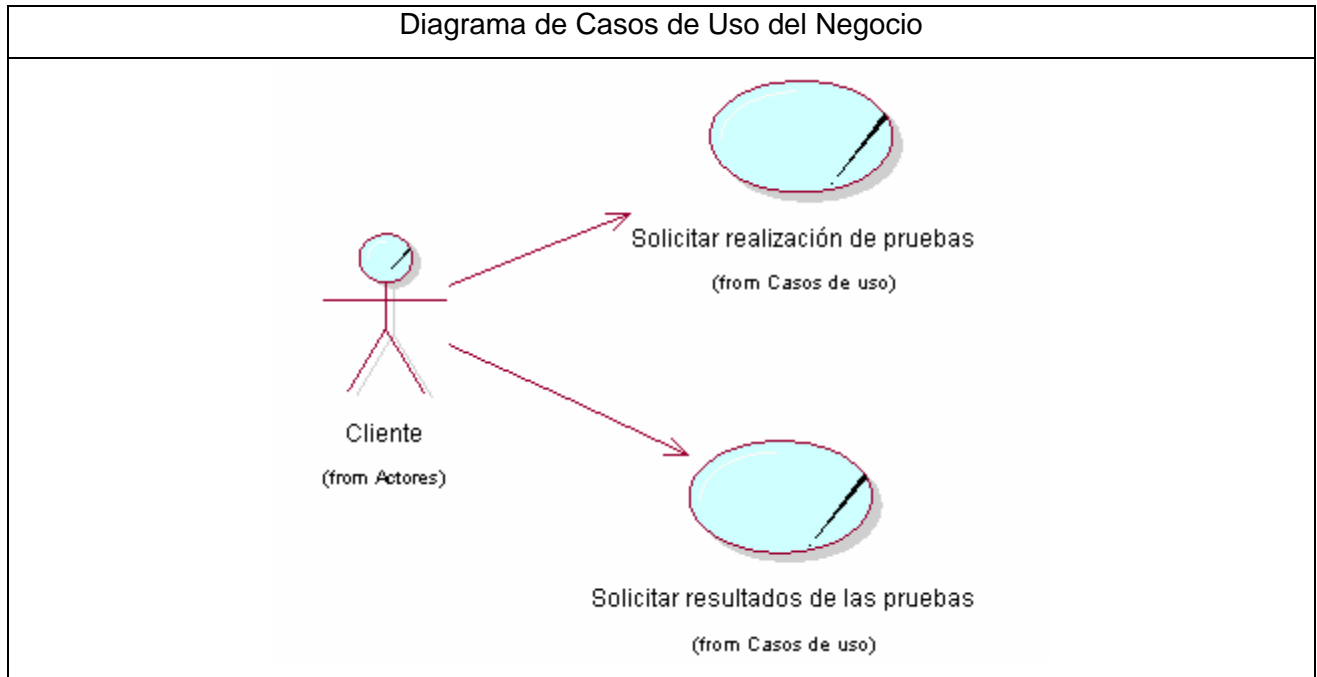 Diagrama de Casos de Uso del Negocio
Solicitar realización de pruebas
(from Casos de uso)
Cliente
(from Actores)
Solicitar resultados de las pruebas
(from Casos de uso)